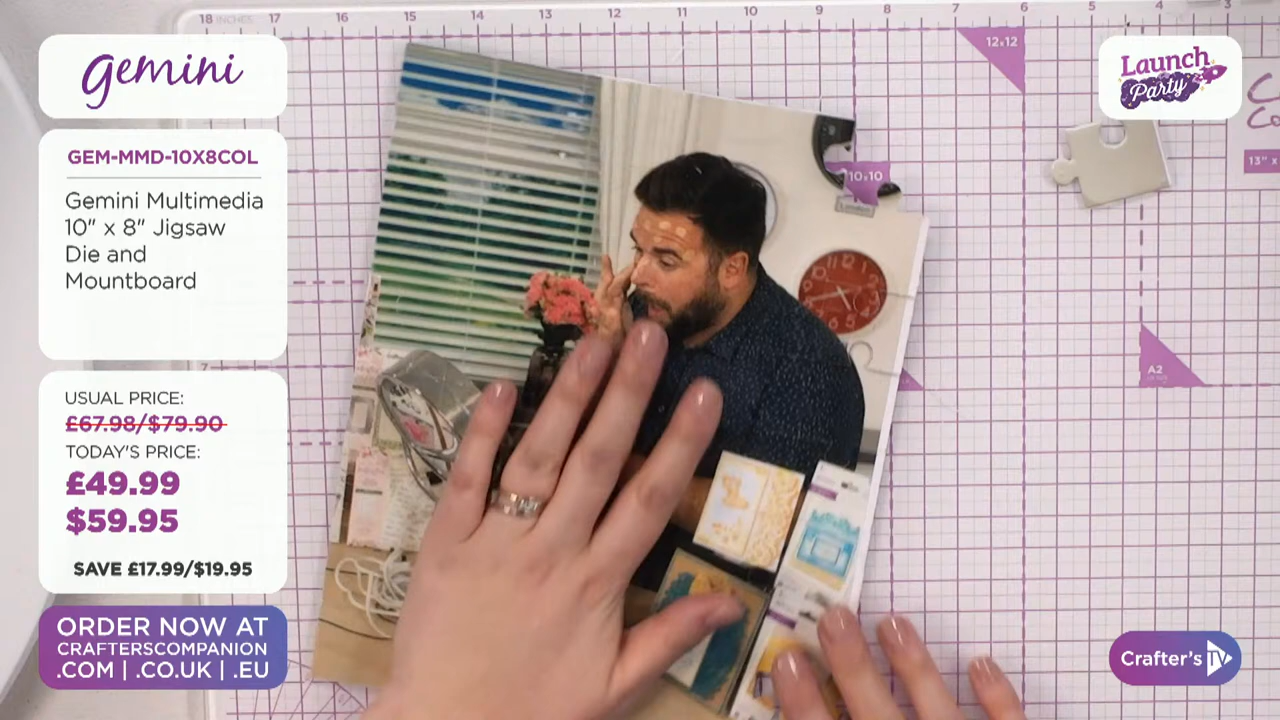 18 INCHES 17 16 15 14 13 12 11 10 9 8 7 6 5 4 3
gemini
GEM-MMD-10X8COL
Gemini Multimedia
10" x 8" Jigsaw
Die and
Mountboard
USUAL PRICE:
£67.98/$79.90
TODAY'S PRICE:
£49.99
$59.95
SAVE £17.99/$19.95
ORDER NOW AT
CRAFTERSCOMPANION
.COM | .CO.UK | .EU
12x12
Launch
Party
10x10
London
13" x
7
A2
Crafter's TV